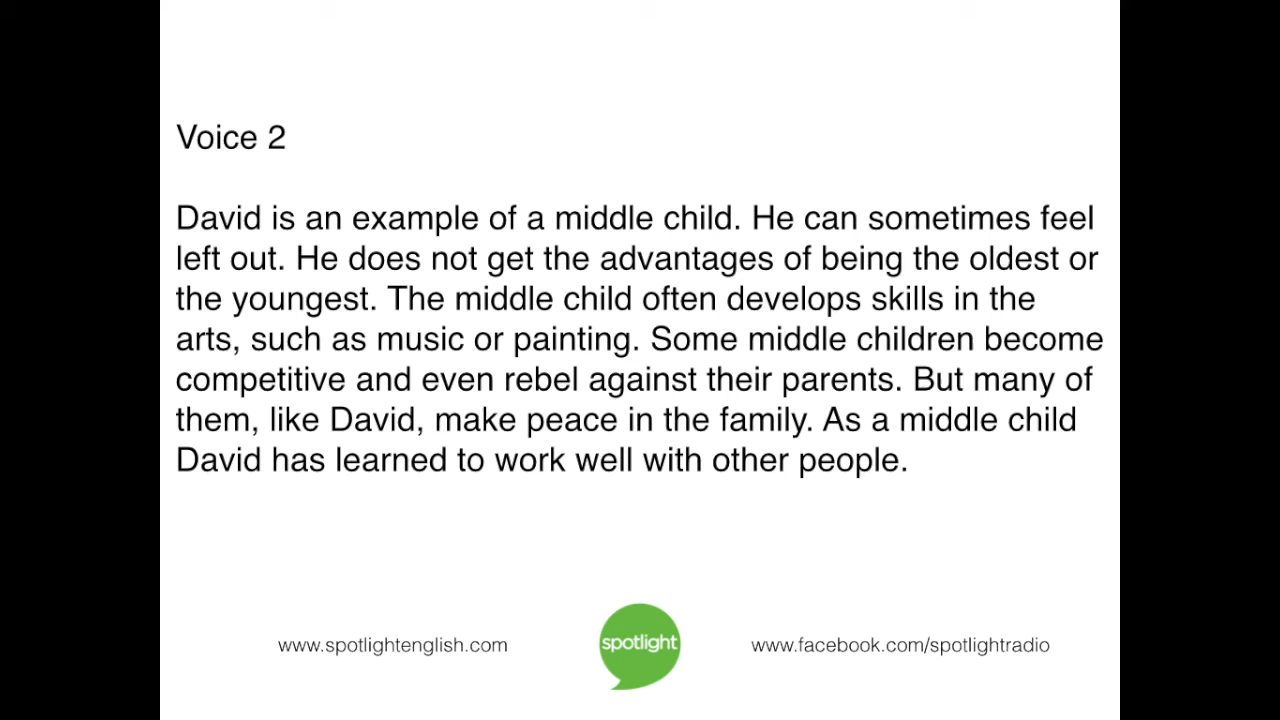 Voice 2
David is an example of a middle child. He can sometimes feel
left out. He does not get the advantages of being the oldest or
the youngest. The middle child often develops skills in the
arts, such as music or painting. Some middle children become
competitive and even rebel against their parents. But many of
them, like David, make peace in the family. As a middle child
David has learned to work well with other people.
www.spotlightenglish.com
spotlight
www.facebook.com/spotlightradio